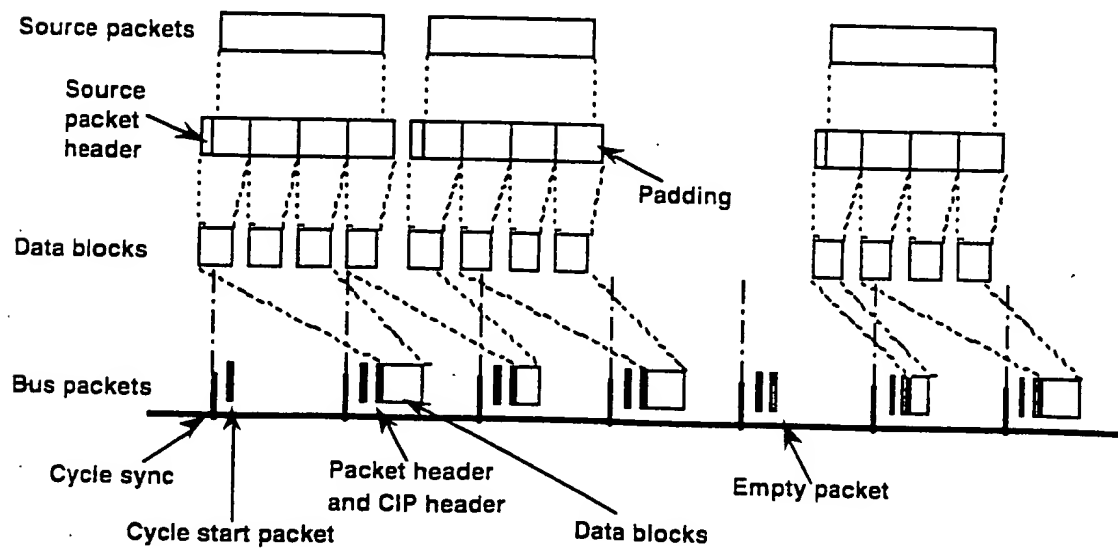 Source packets
Source
packet
header
Padding
Data blocks
Bus packets
Cycle sync
Packet header
and CIP header
Empty packet
Cycle start packet
Data blocks